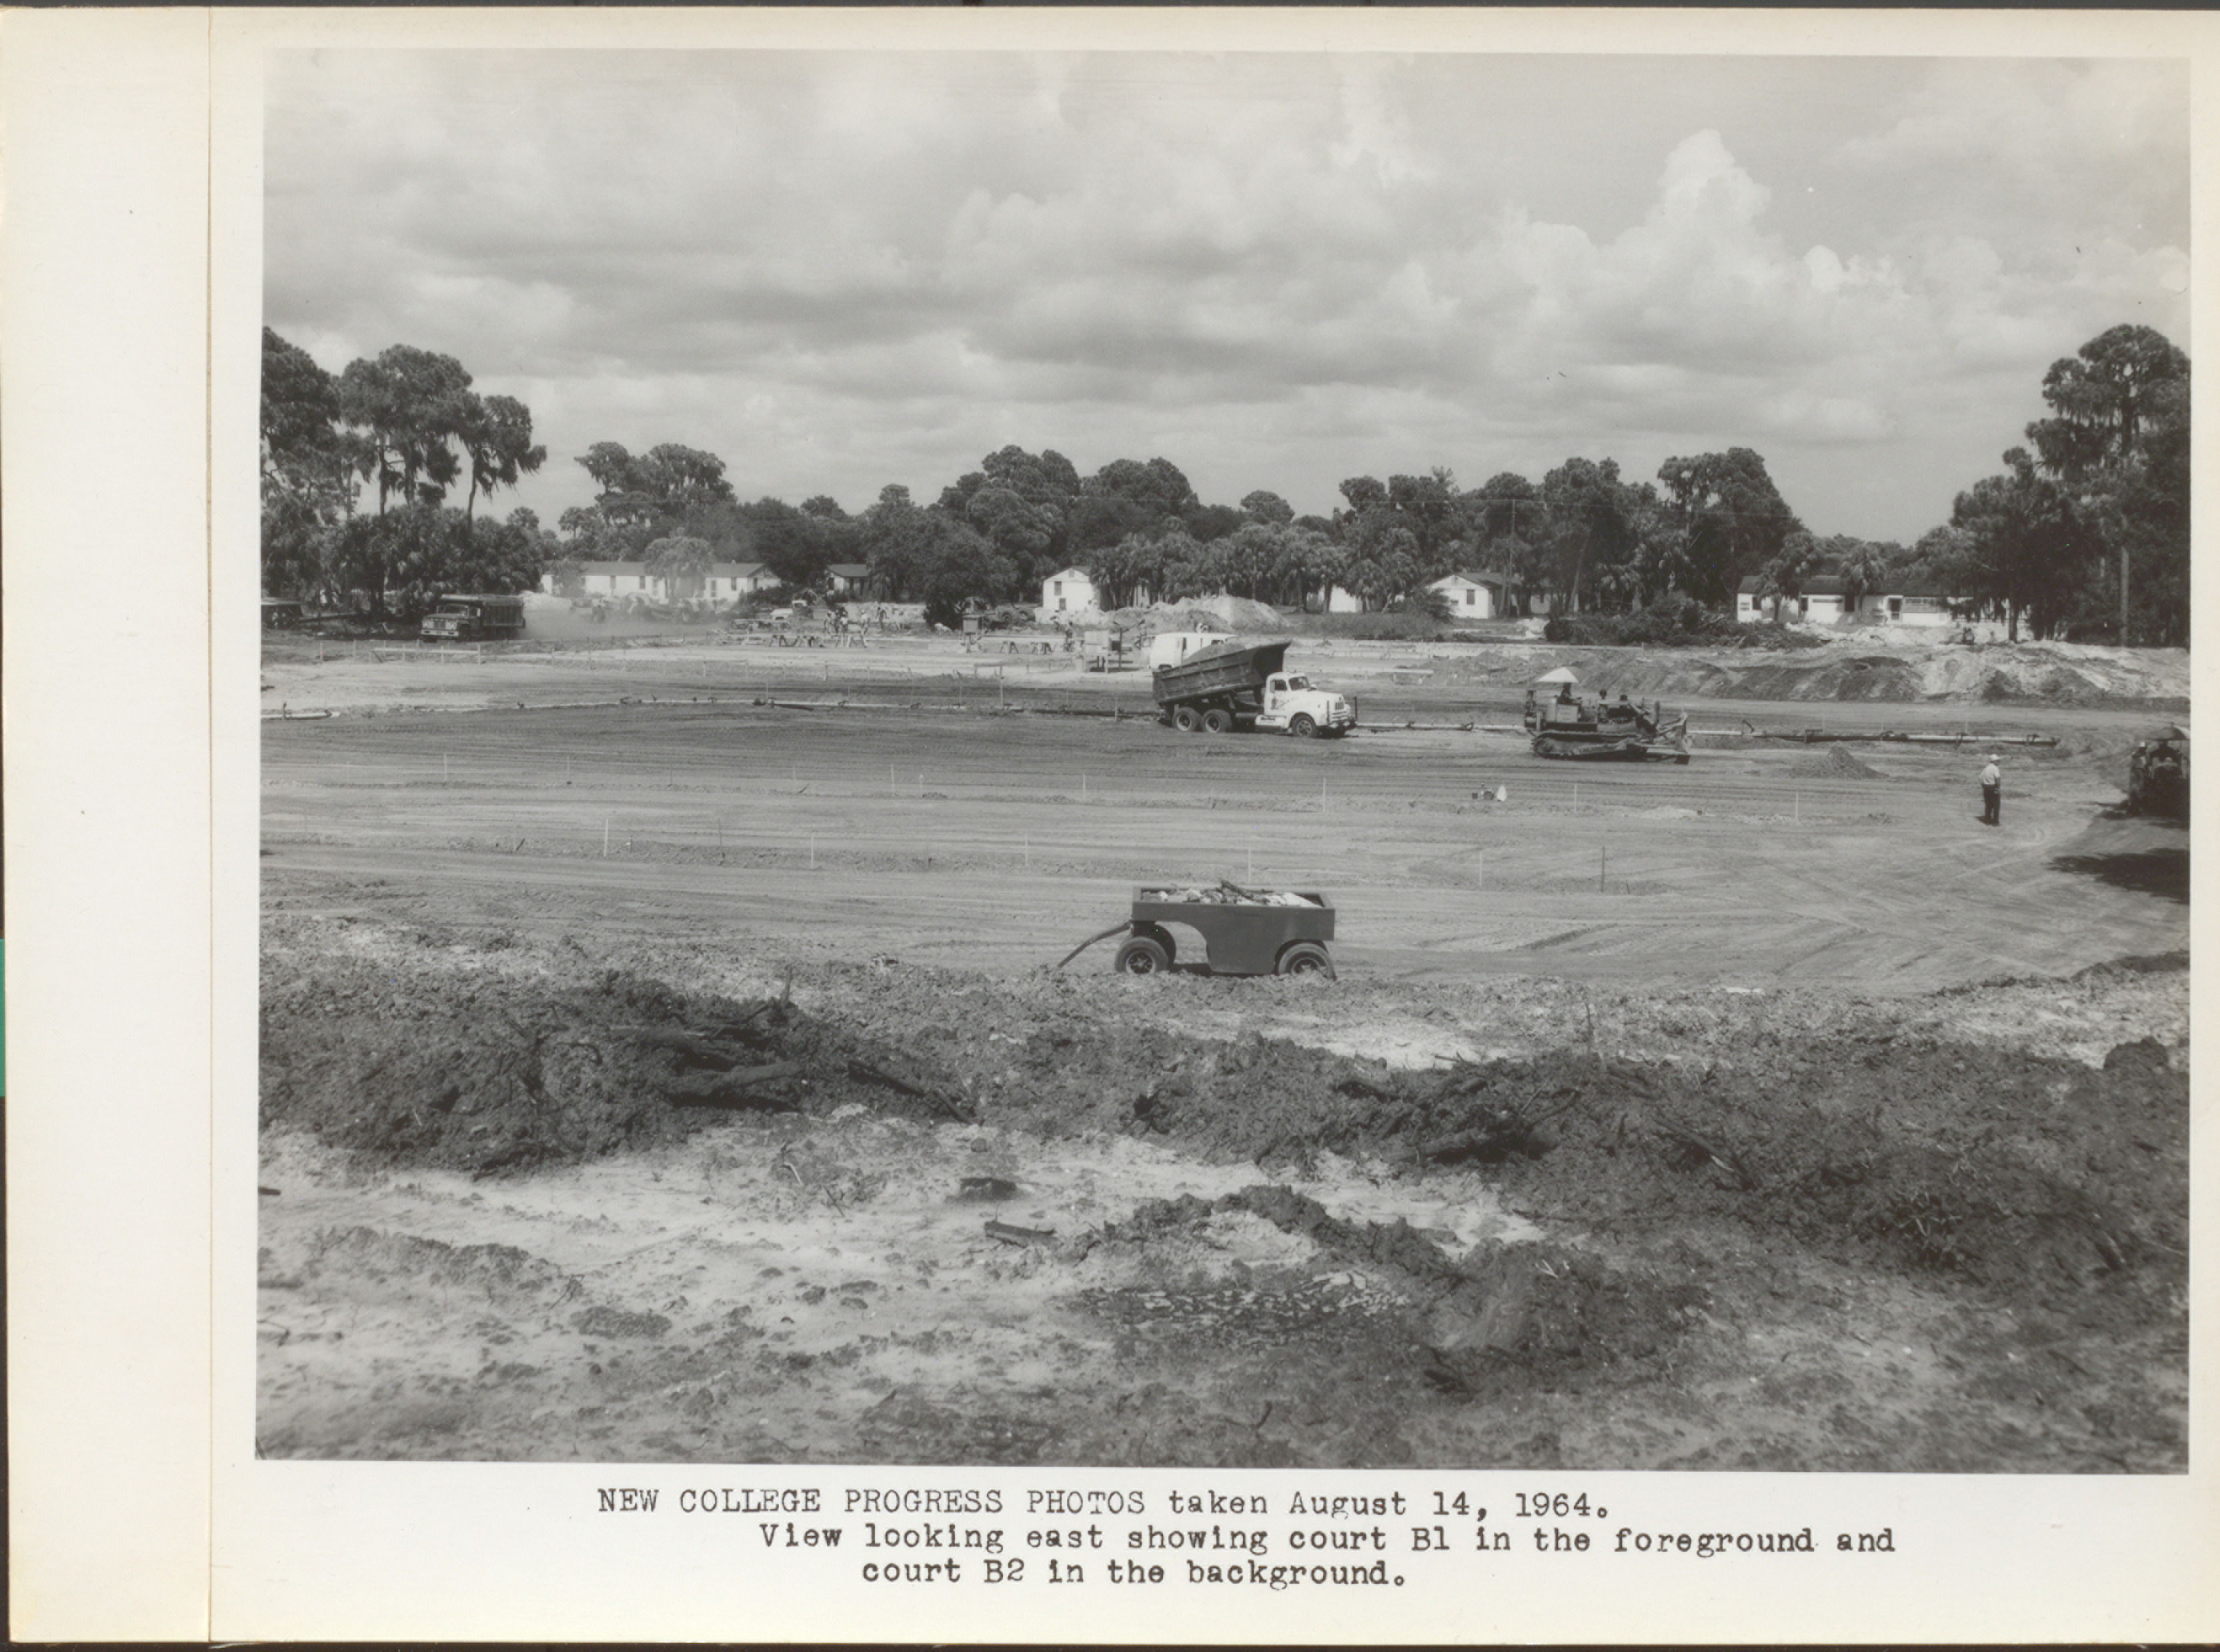 NEW COLLEGE PROGRESS PHOTOS taken August 14, 1964.
View looking east showing court B1 in the foreground and
court B2 in the background.